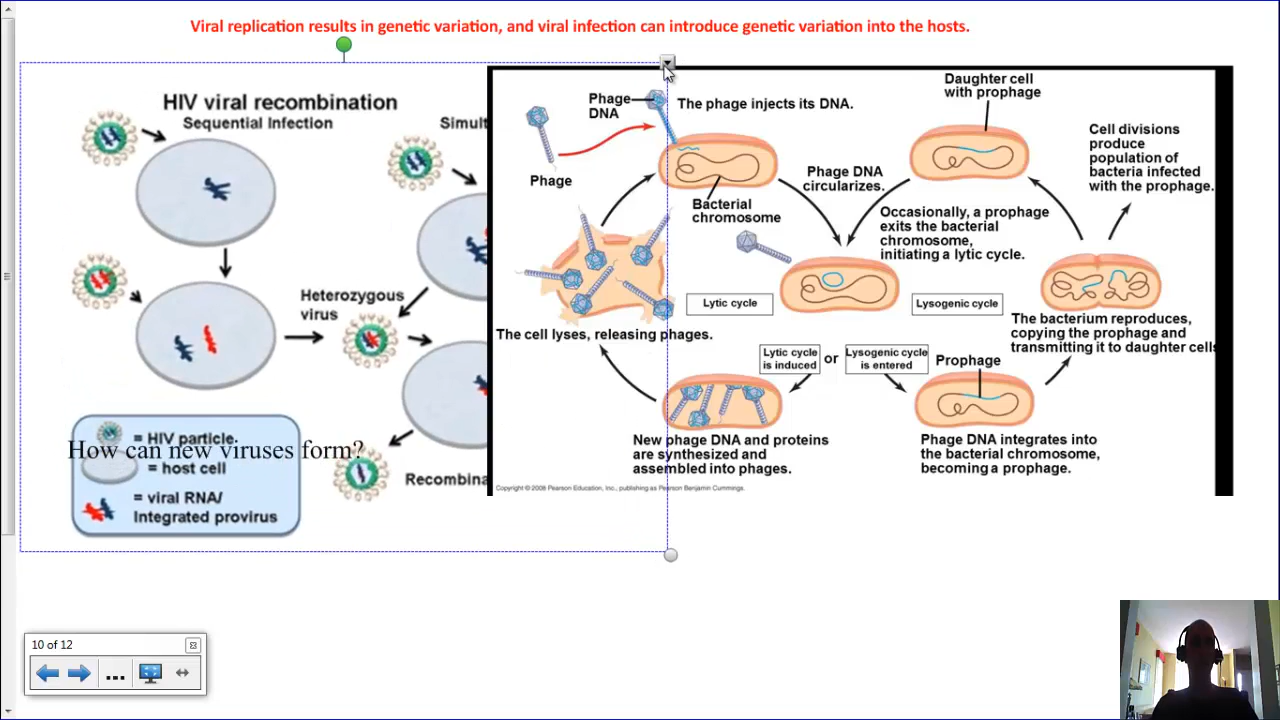 Viral replication results in genetic variation, and viral infection can introduce genetic variation into the hosts.
HIV viral recombination
Sequential Infection
Simult
Heterozygous
virus
How can new viruses form?
= HIV particle
= host cell
= viral RNA/
Integrated provirus
Recombina
Phage
DNA
The phage injects its DNA.
Daughter cell
with prophage
Cell divisions
produce
population of
bacteria infected
with the prophage.
Phage
Bacterial
chromosome
Phage DNA
circularizes.
Occasionally, a prophage
exits the bacterial
chromosome,
initiating a lytic cycle.
Lytic cycle
Lysogenic cycle
The cell lyses, releasing phages.
The bacterium reproduces,
copying the prophage and
transmitting it to daughter cells
Lytic cycle
is induced
or
Lysogenic cycle
is entered
Prophage
New phage DNA and proteins
are synthesized and
assembled into phages.
Phage DNA integrates into
the bacterial chromosome,
becoming a prophage.
Copyright © 2008 Pearson Education, Inc., publishing as Pearson Benjamin Cummings.
10 of 12